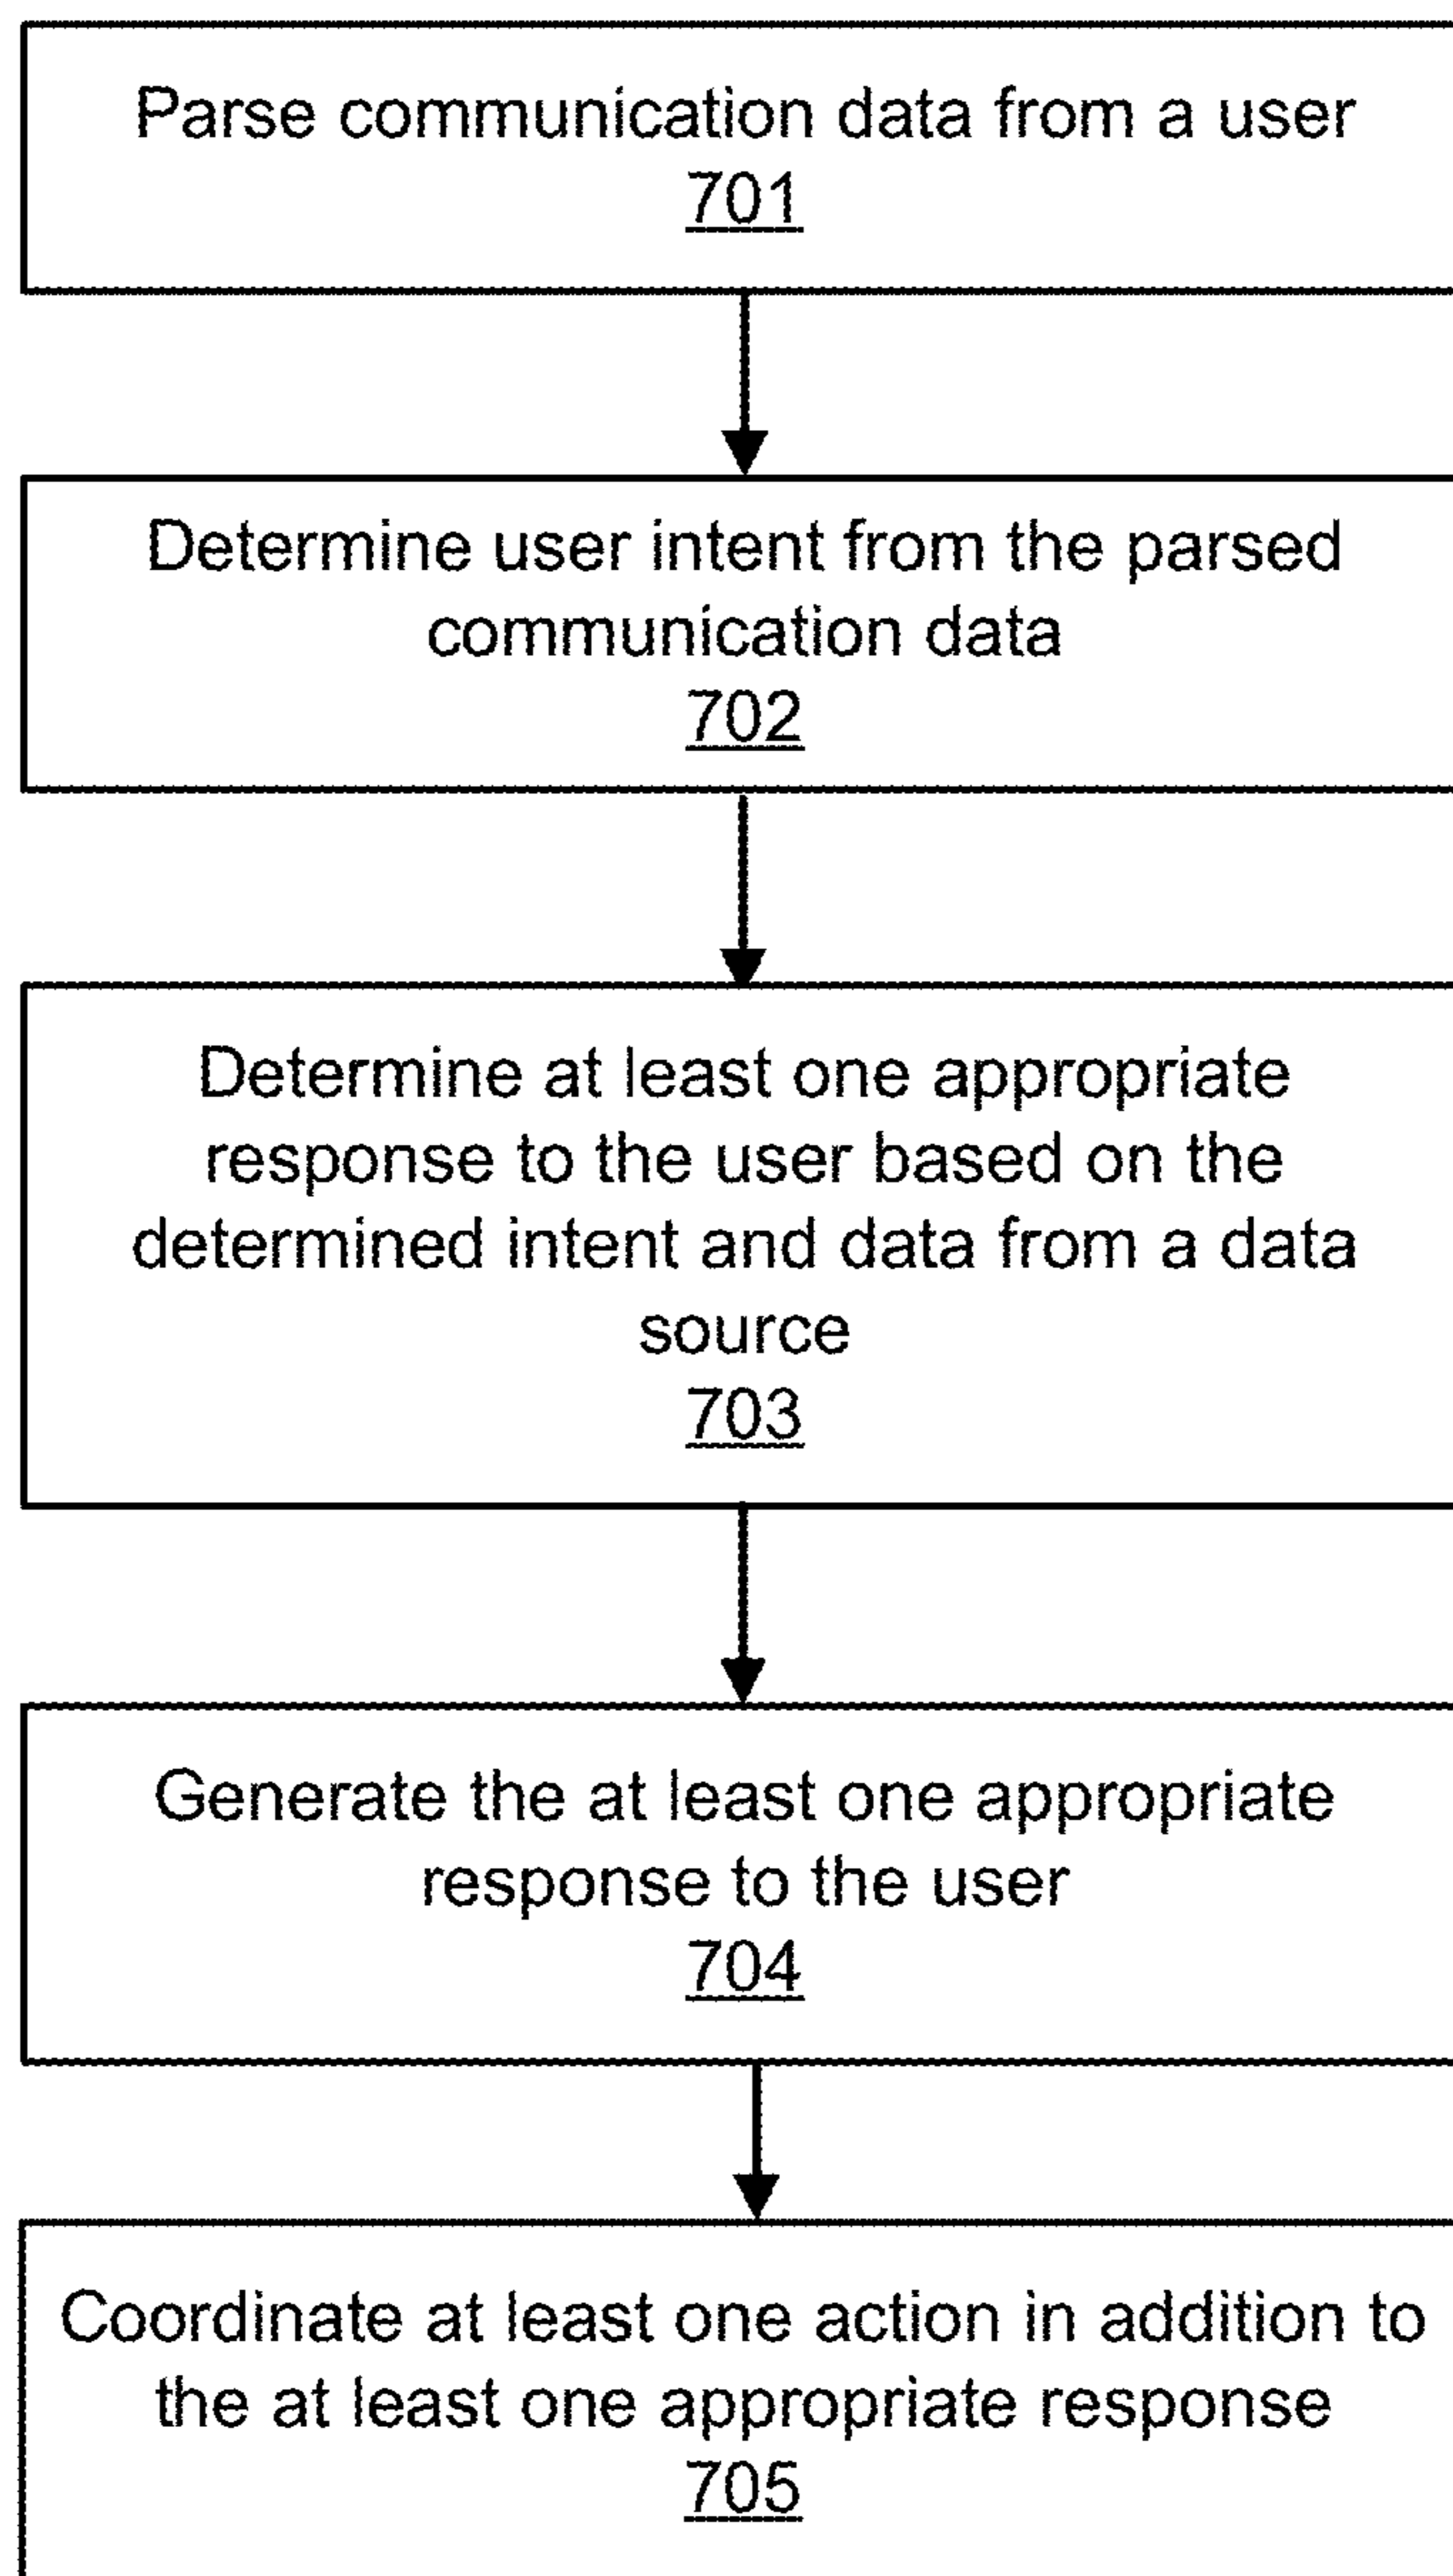 Parse communication data from a user
701
Determine user intent from the parsed
communication data
702
Determine at least one appropriate
response to the user based on the
determined intent and data from a data
source
703
Generate the at least one appropriate
response to the user
704
Coordinate at least one action in addition to
the at least one appropriate response
705